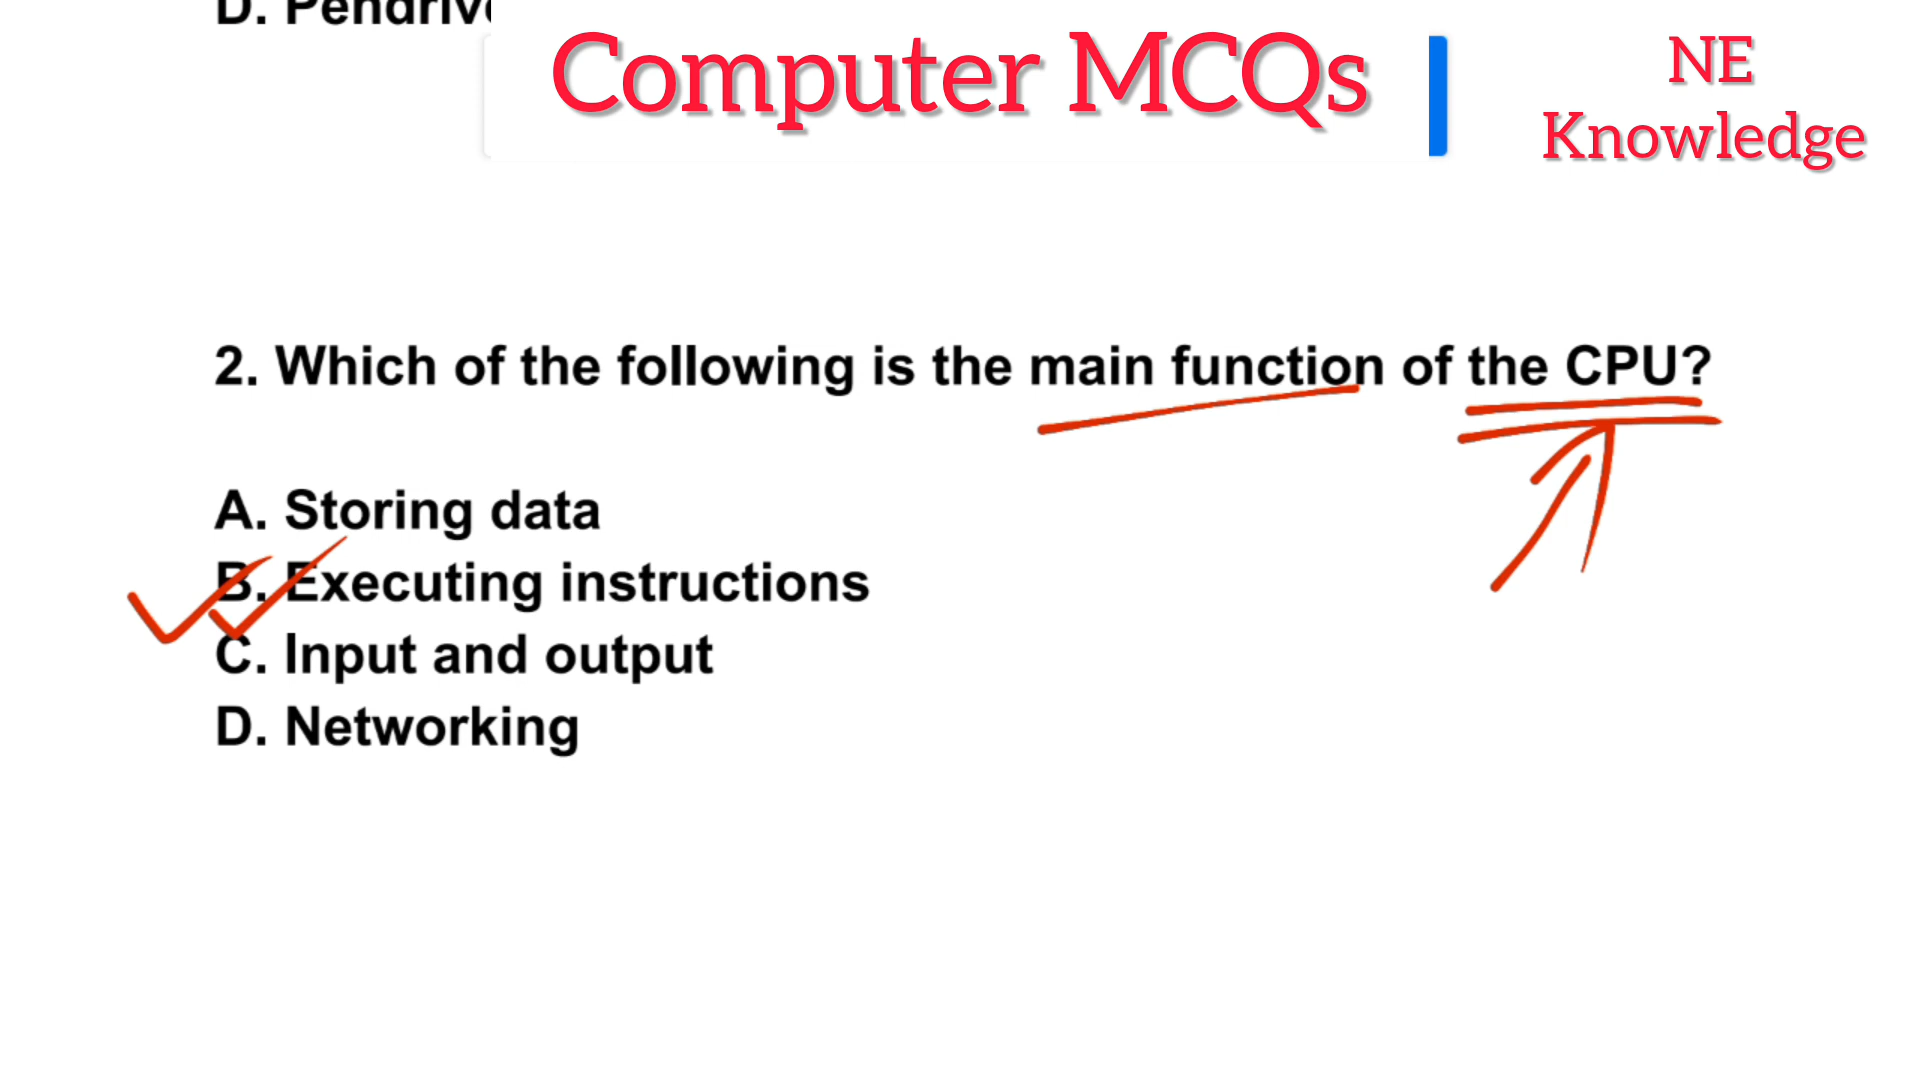 D. Pendrive
Computer MCQs
NE
Knowledge
2. Which of the following is the main function of the CPU?
A. Storing data
B. Executing instructions
C. Input and output
D. Networking